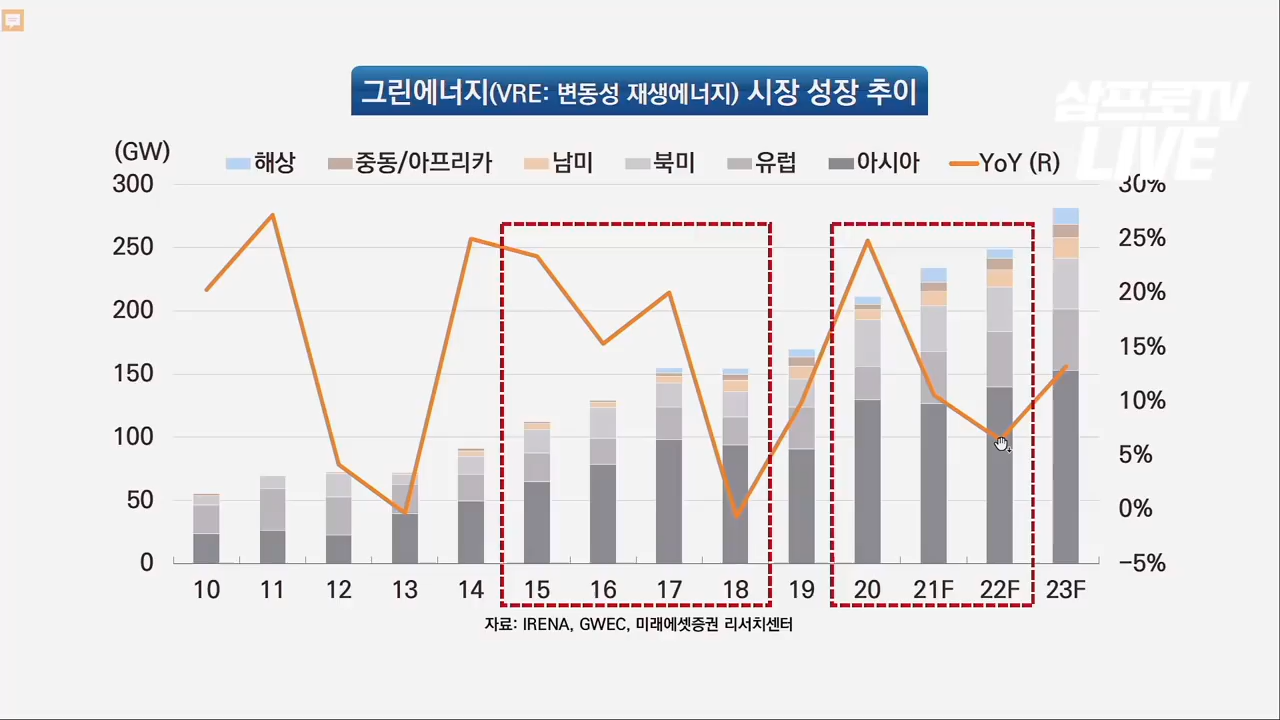 그린에너지(VRE: 변동성 재생에너지) 시장 성장 추이
삼프로TV
LIVE
(GW)
해상 중동/아프리카 남미 북미 유럽 아시아 YoY (R)
300 30%
250 25%
200 20%
150 15%
100 10%
50 5%
0 0%
-5%
10 11 12 13 14 15 16 17 18 19 20 21F 22F 23F
자료: IRENA, GWEC, 미래에셋증권 리서치센터